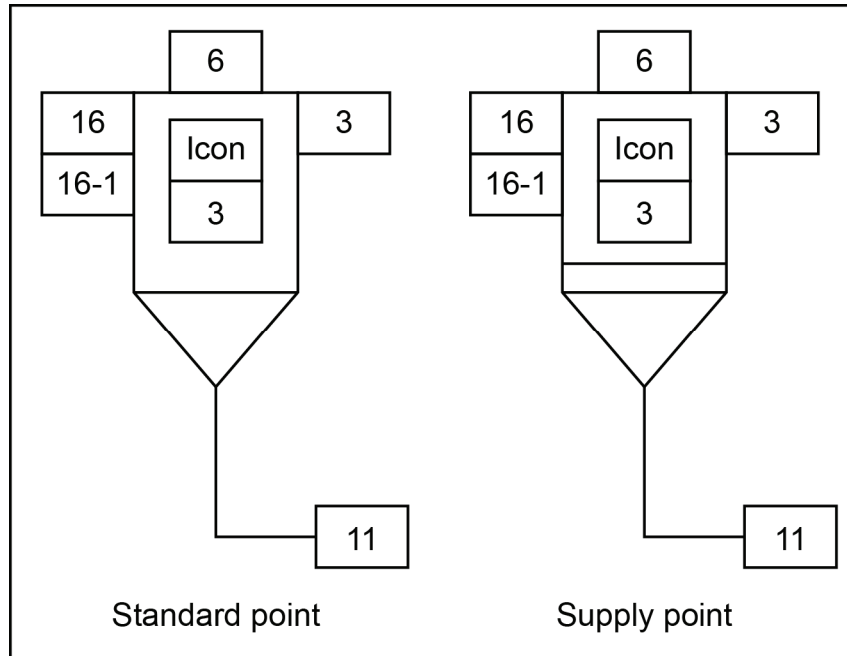 6 6
16 Icon 3 16 Icon 3
16-1 3 16-1 3
11 11
Standard point Supply point